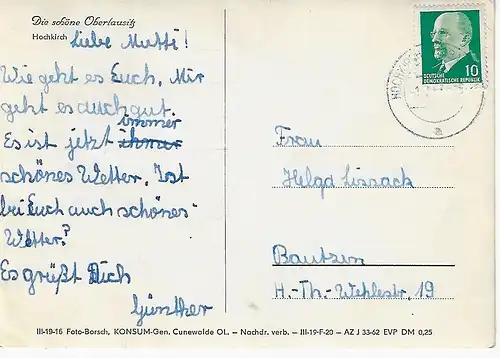 Die schöne Oberlausitz
Hochkirch
Liebe Mutti!
Wie geht es Euch. Mir
geht es auch gut.
immer
Es ist jetzt
schönes Wetter. Ist
bei Euch auch schönes
Wetter?
Es grüßt Dich
Günther
10
DEUTSCHE
DEMOKRATISCHE REPUBLIK
a
Frau
Helga Lissack
Bautzen
H.-Th.-Wehlestr. 19
III-19-16 Foto-Borsch, KONSUM-Gen. Cunewalde OL. – Nachdr. verb. – III-19-F-20 – AZ J 33-62 EVP DM 0,25